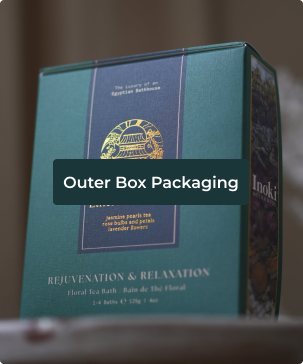 The luxury of an
Egyptian Bathhouse
Outer Box Packaging
Jasmine pearls tea
rose bulbs and petals
lavender flowers
Inoki
REJUVENATION & RELAXATION
Floral Tea Bath | Bain de Thé Floral